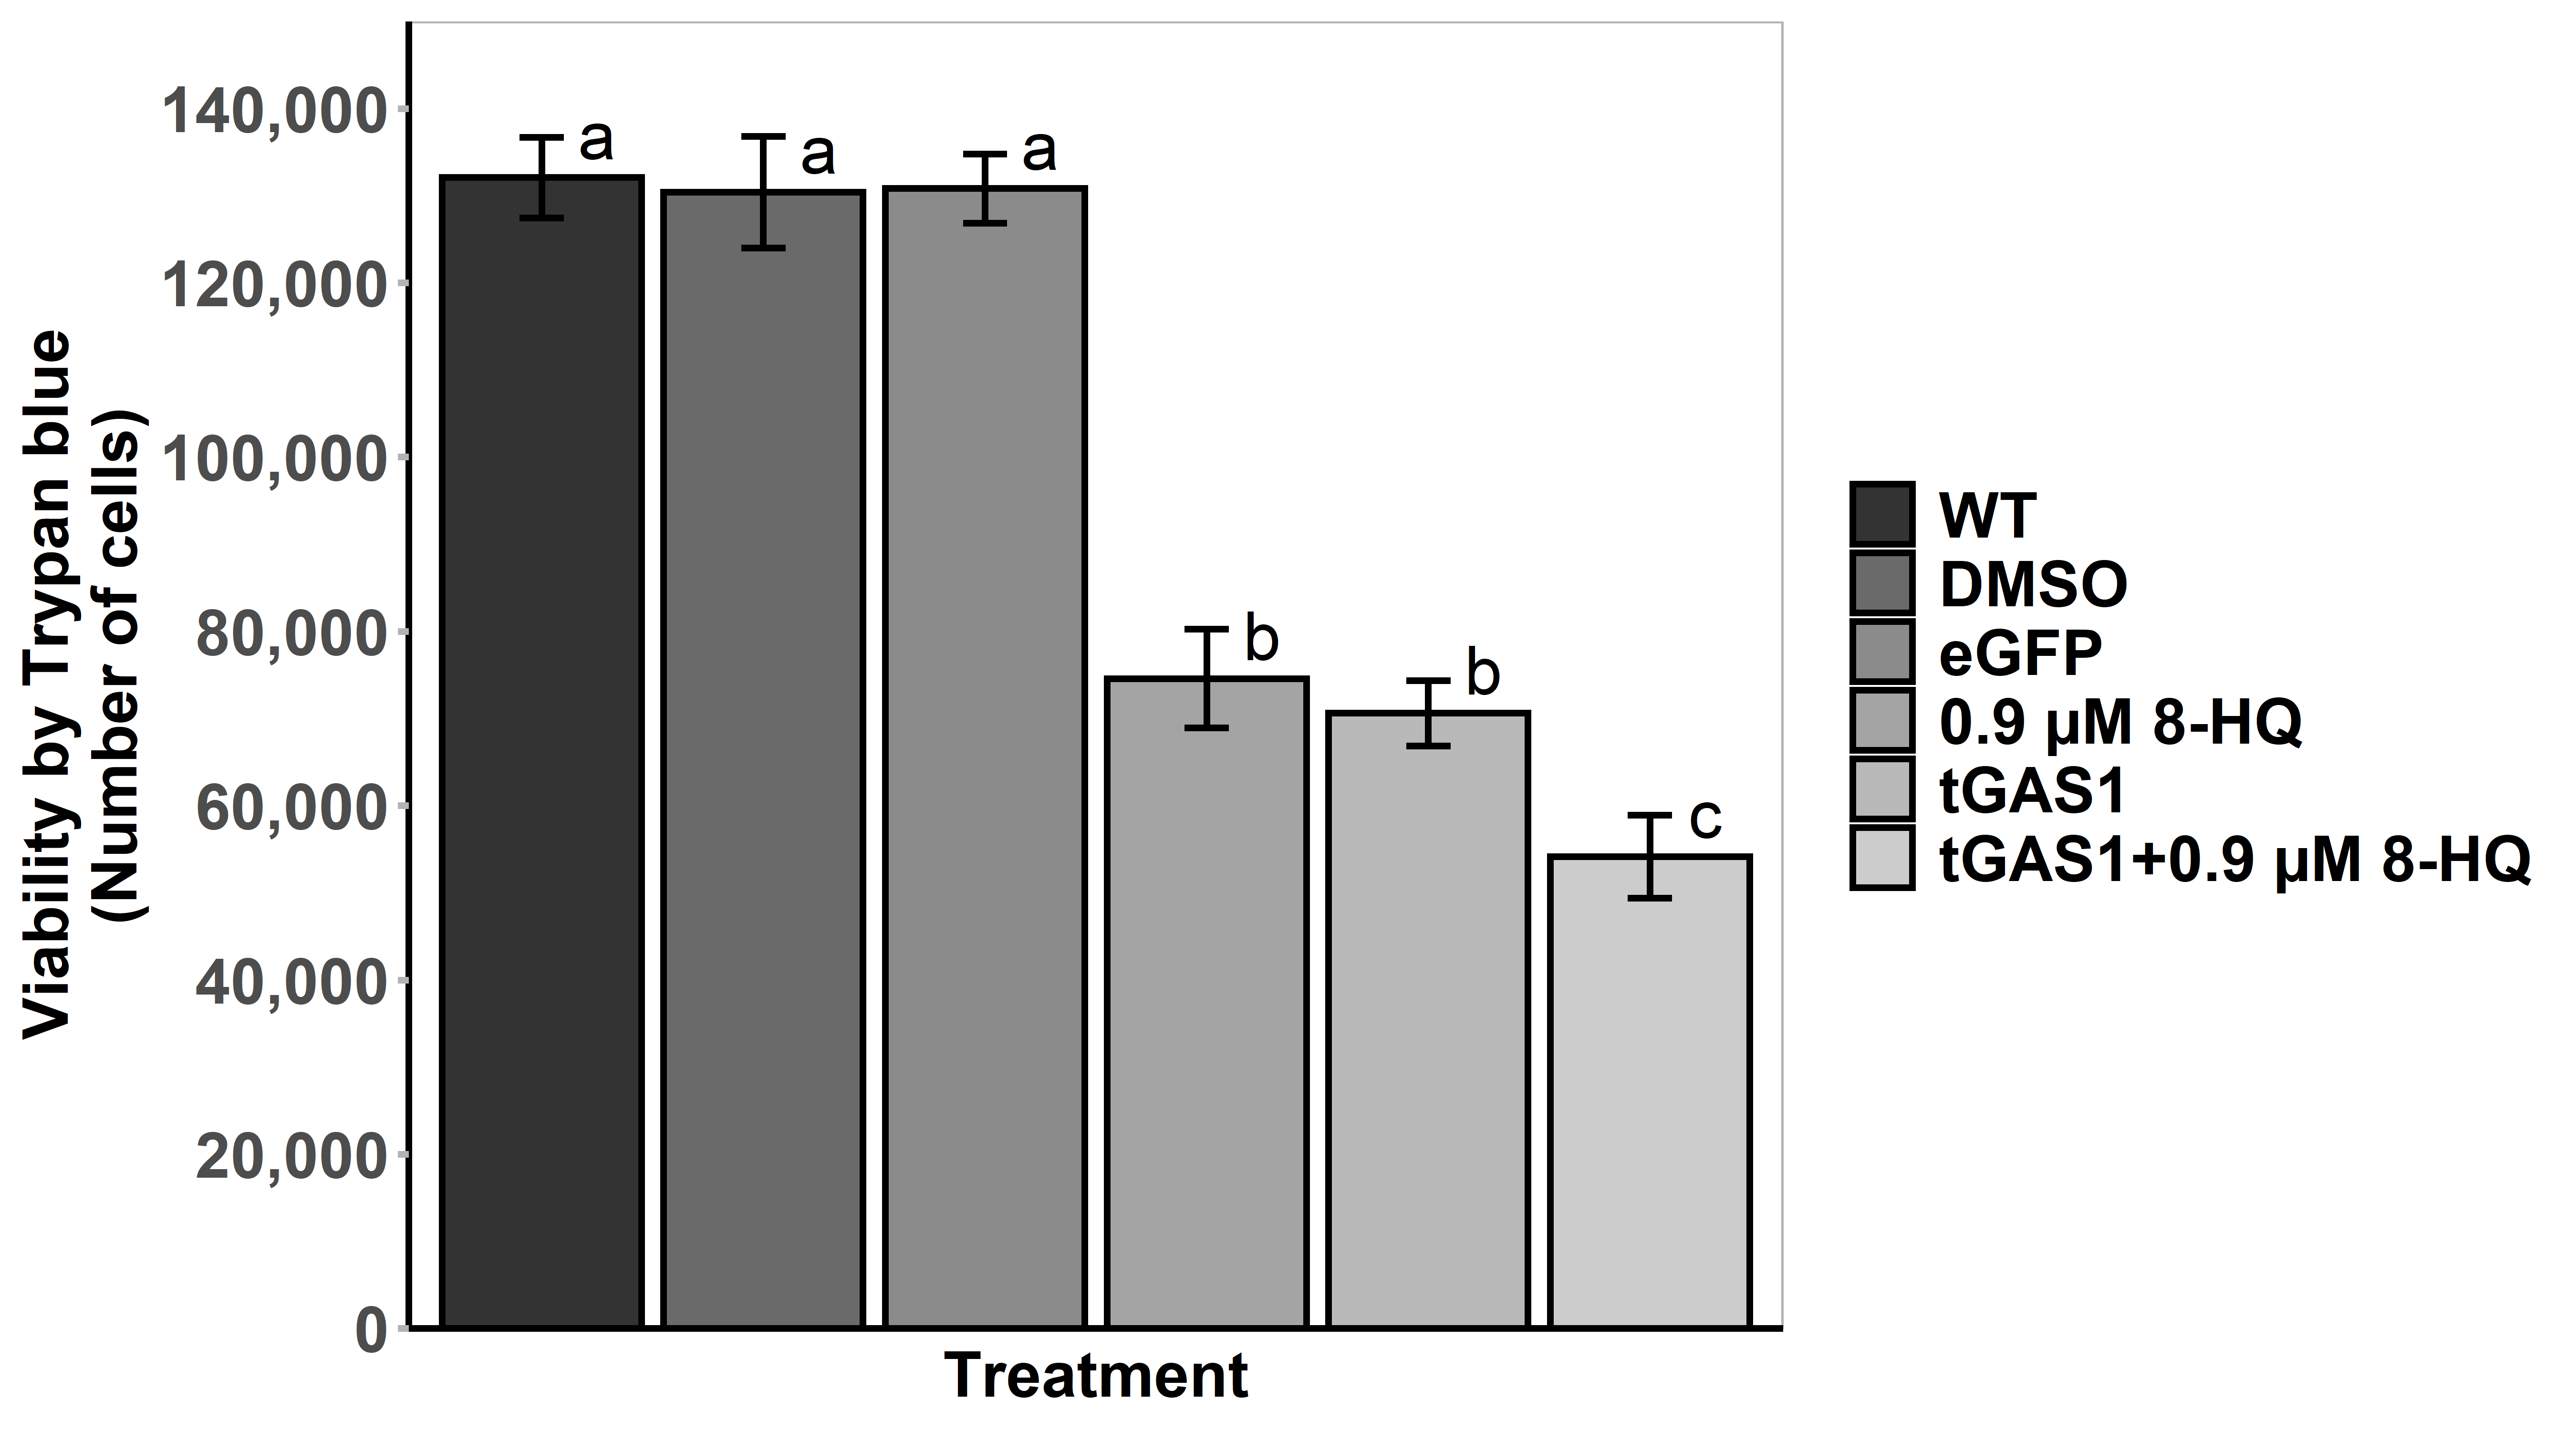 Viability by Trypan blue
(Number of cells)
140,000
120,000
100,000
80,000
60,000
40,000
20,000
0
a
a
a
b
b
c
Treatment
WT
DMSO
eGFP
0.9 µM 8-HQ
tGAS1
tGAS1+0.9 µM 8-HQ